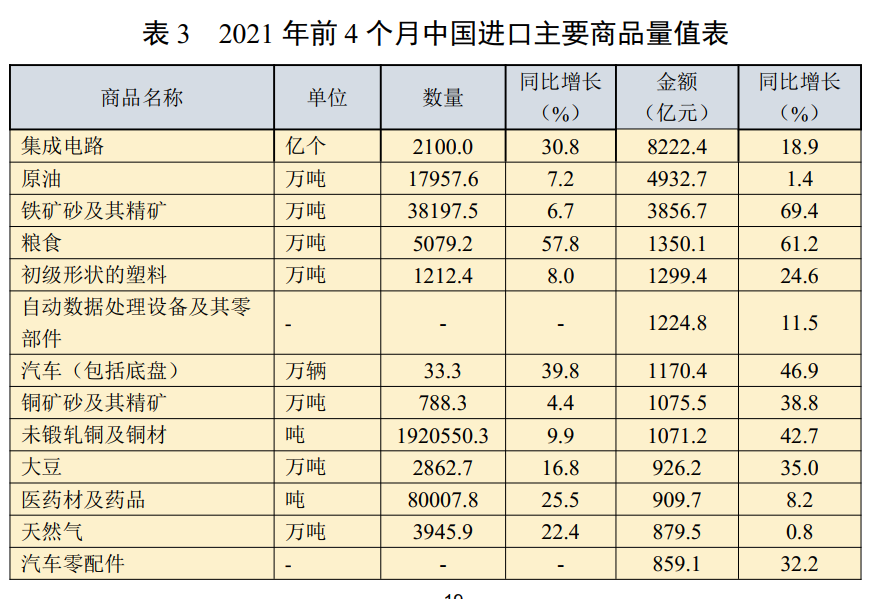 表 3 2021 年前 4 个月中国进口主要商品量值表
商品名称 单位 数量 同比增长（%） 金额（亿元） 同比增长（%）
集成电路 亿个 2100.0 30.8 8222.4 18.9
原油 万吨 17957.6 7.2 4932.7 1.4
铁矿砂及其精矿 万吨 38197.5 6.7 3856.7 69.4
粮食 万吨 5079.2 57.8 1350.1 61.2
初级形状的塑料 万吨 1212.4 8.0 1299.4 24.6
自动数据处理设备及其零部件 - - - 1224.8 11.5
汽车（包括底盘） 万辆 33.3 39.8 1170.4 46.9
铜矿砂及其精矿 万吨 788.3 4.4 1075.5 38.8
未锻轧铜及铜材 吨 1920550.3 9.9 1071.2 42.7
大豆 万吨 2862.7 16.8 926.2 35.0
医药材及药品 吨 80007.8 25.5 909.7 8.2
天然气 万吨 3945.9 22.4 879.5 0.8
汽车零配件 - - - 859.1 32.2